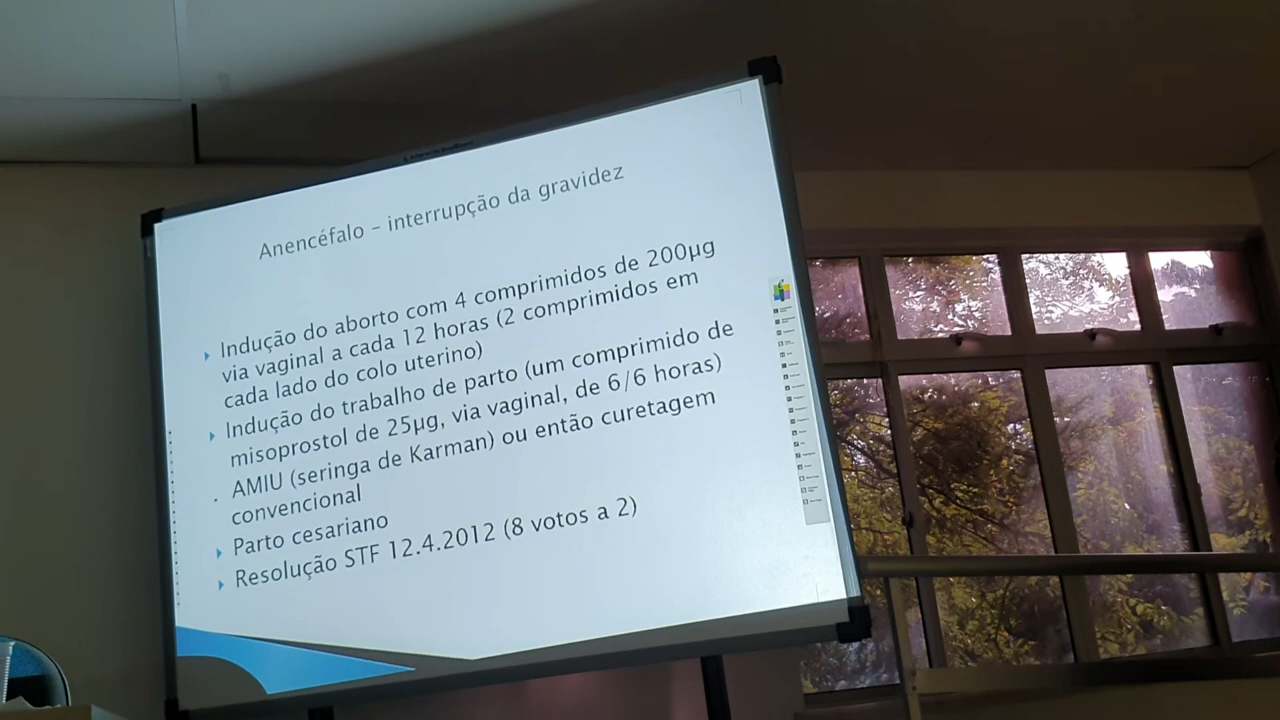 Anencéfalo – interrupção da gravidez
Indução do aborto com 4 comprimidos de 200µg
via vaginal a cada 12 horas (2 comprimidos em
cada lado do colo uterino)
Indução do trabalho de parto (um comprimido de
misoprostol de 25µg, via vaginal, de 6/6 horas)
AMIU (seringa de Karman) ou então curetagem
convencional
Parto cesariano
Resolução STF 12.4.2012 (8 votos a 2)